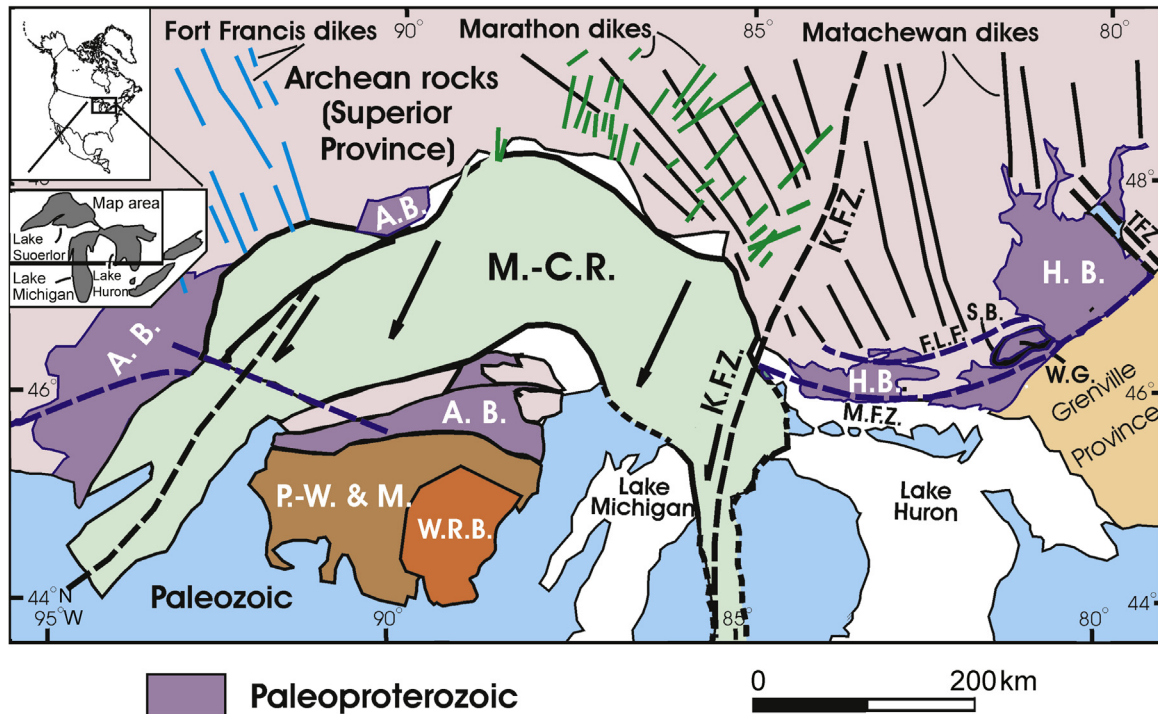 Fort Francis dikes
90°
Marathon dikes
85°
Matachewan dikes
80°
Archean rocks
(Superior
Province)
48°
Map area
Lake
Suoerlor
Lake
Michigan
Lake
Huron
A.B.
K.F.Z.
TFZ
M.-C.R.
H. B.
S.B.
A. B.
F.L.F.
W.G.
46°
K.F.Z.
H.B.
46°
M.F.Z.
Grenville
Province
A. B.
P.-W. & M.
W.R.B.
Lake
Michigan
Lake
Huron
Paleozoic
44°N
95°W
90°
85°
80°
44°
Paleoproterozoic
0
200 km